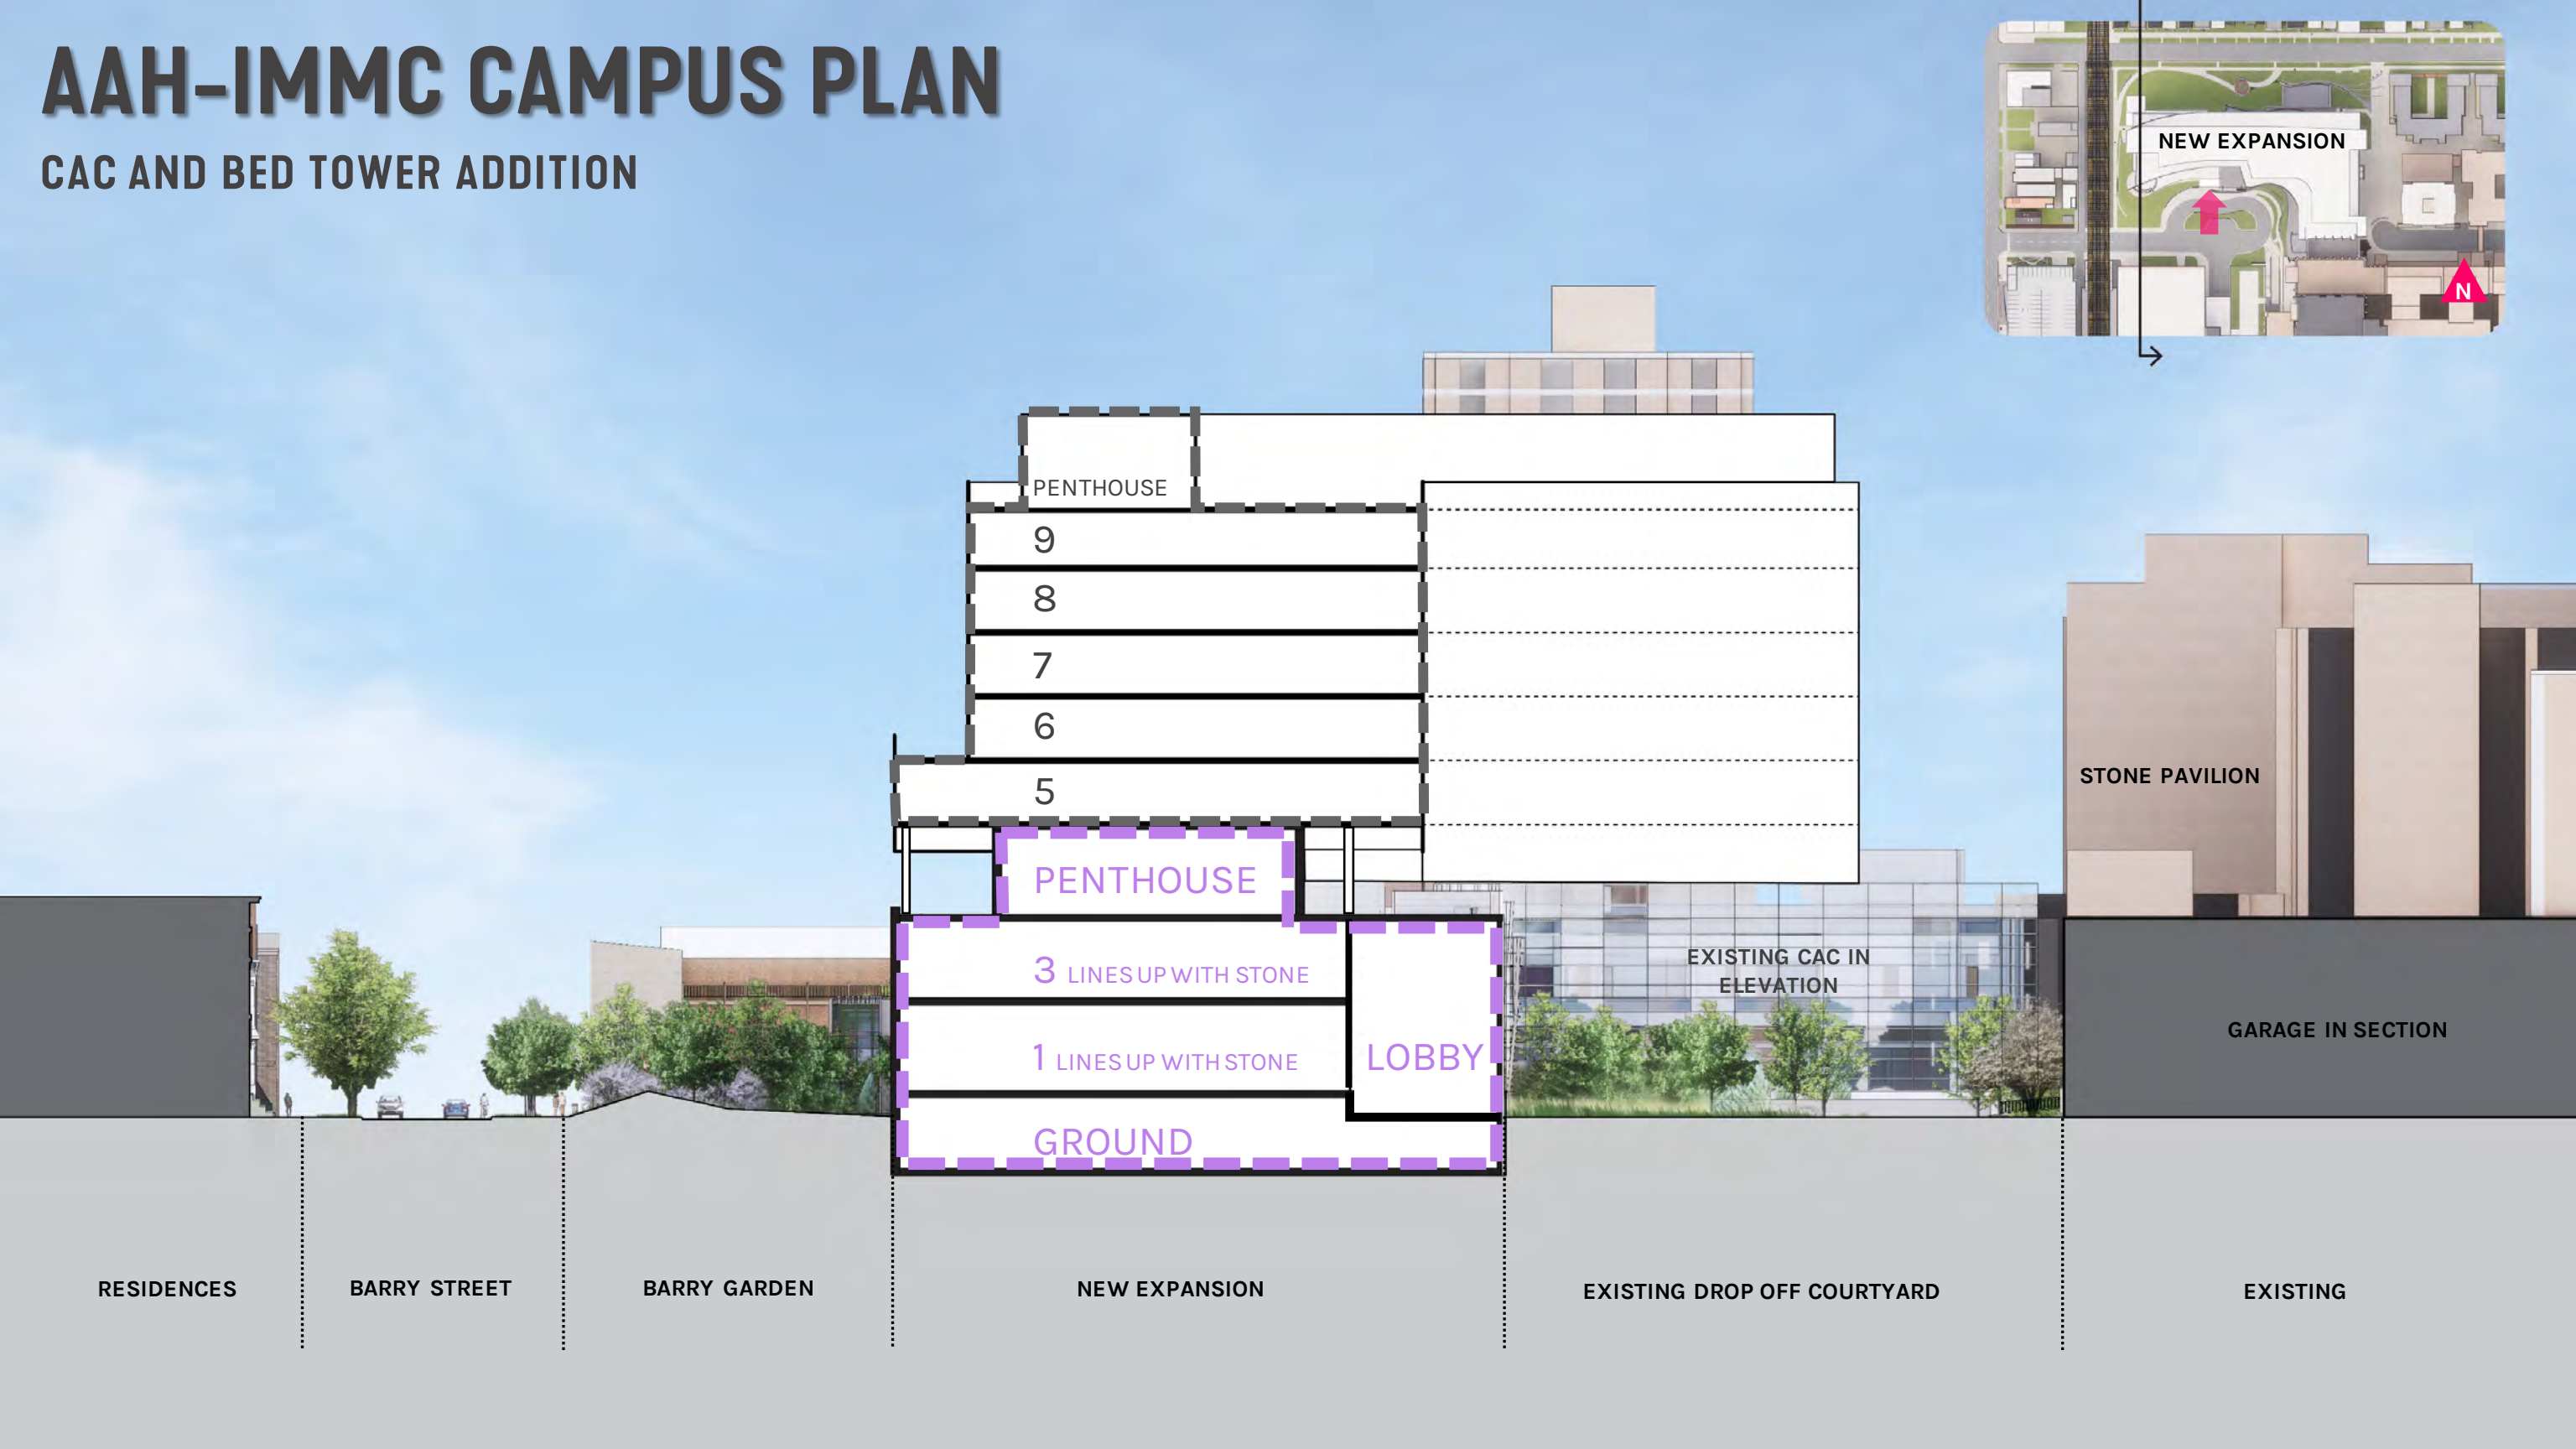 AAH-IMMC CAMPUS PLAN
CAC AND BED TOWER ADDITION
NEW EXPANSION
N
PENTHOUSE
9
8
7
6
5
STONE PAVILION
PENTHOUSE
3 LINES UP WITH STONE
EXISTING CAC IN
ELEVATION
1 LINES UP WITH STONE
LOBBY
GARAGE IN SECTION
GROUND
RESIDENCES
BARRY STREET
BARRY GARDEN
NEW EXPANSION
EXISTING DROP OFF COURTYARD
EXISTING